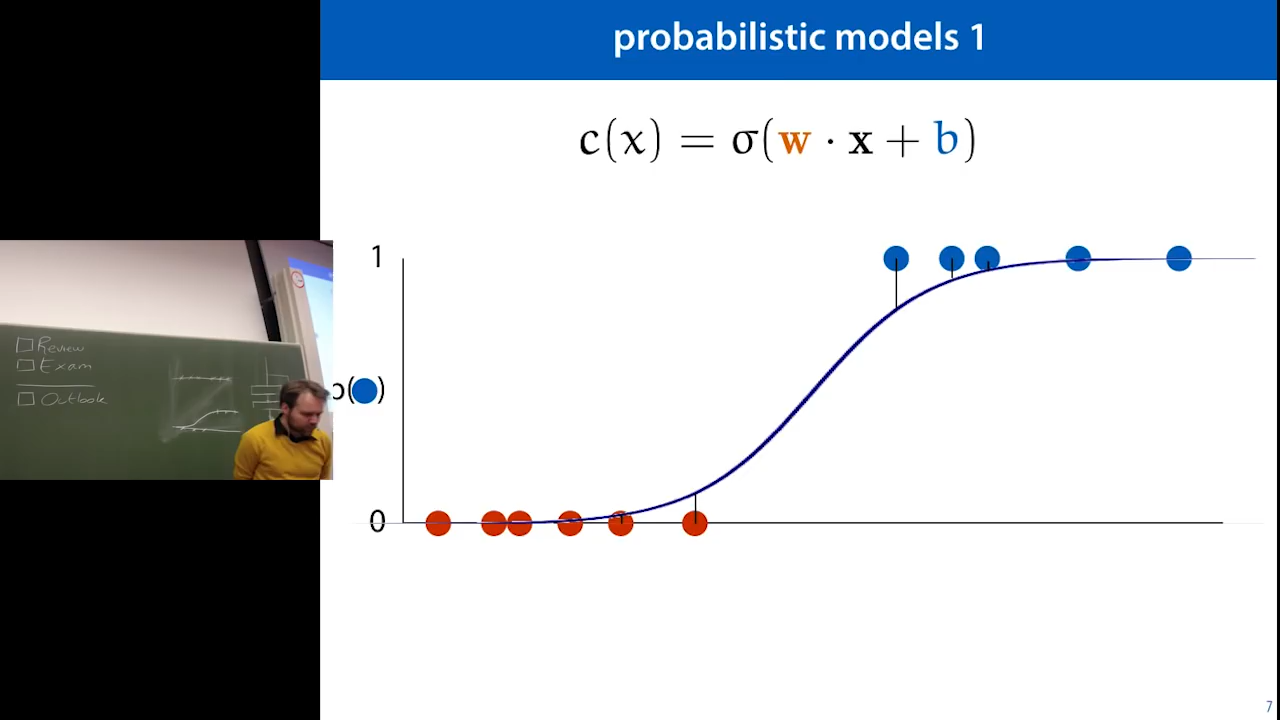 probabilistic models 1
c(x) = σ(w · x + b)
1
p( )
0
Review
Exam
Outlook
7